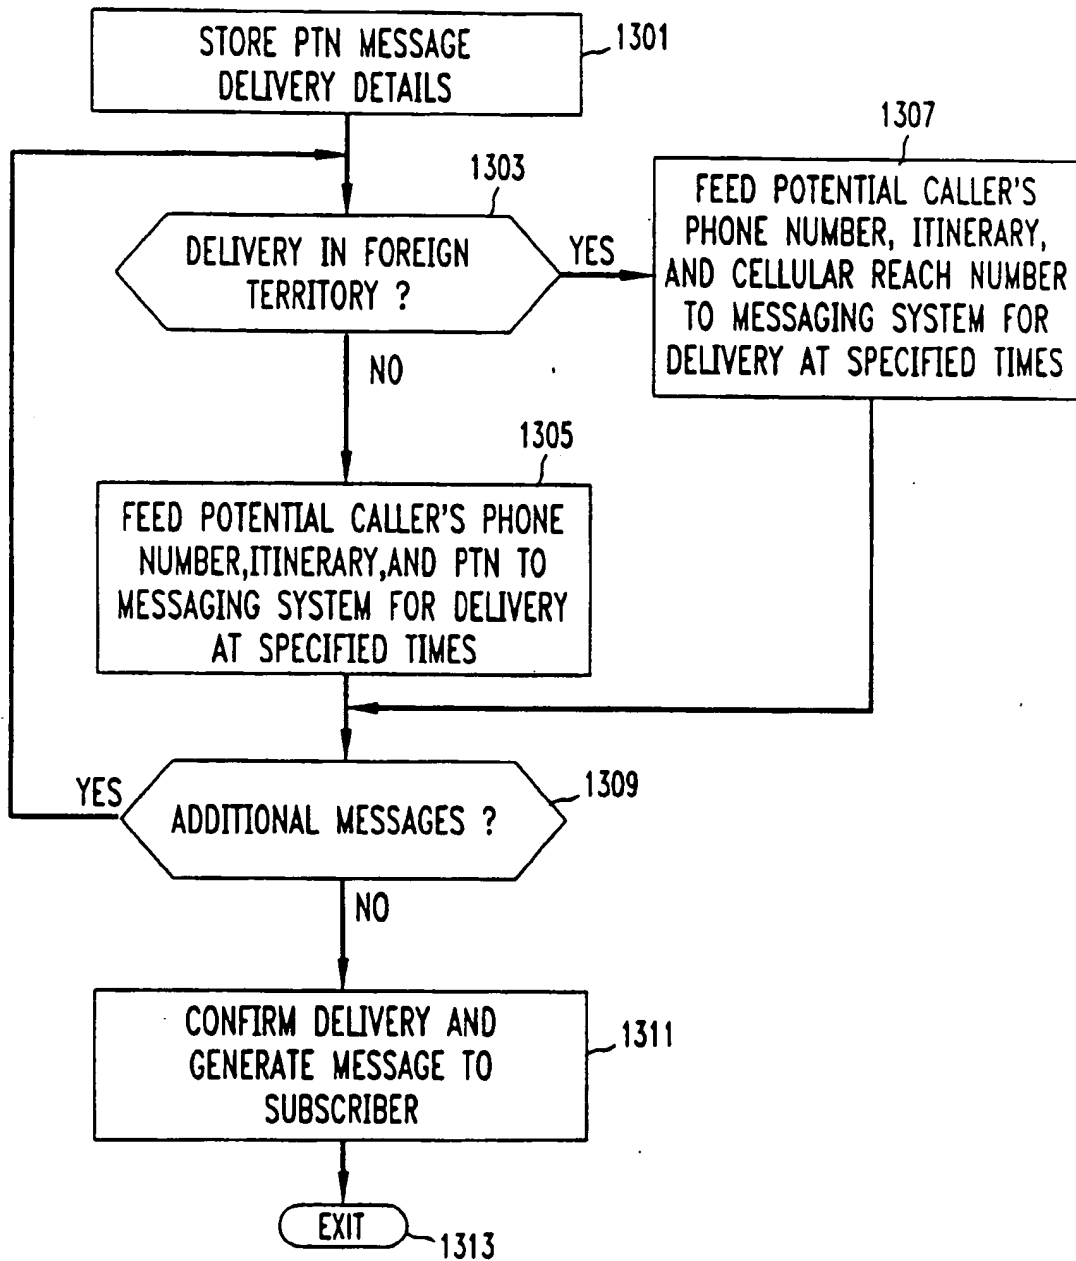 STORE PTN MESSAGE
DELIVERY DETAILS
1301
1303
DELIVERY IN FOREIGN
TERRITORY ?
YES
NO
1307
FEED POTENTIAL CALLER'S
PHONE NUMBER, ITINERARY,
AND CELLULAR REACH NUMBER
TO MESSAGING SYSTEM FOR
DELIVERY AT SPECIFIED TIMES
1305
FEED POTENTIAL CALLER'S PHONE
NUMBER,ITINERARY,AND PTN TO
MESSAGING SYSTEM FOR DELIVERY
AT SPECIFIED TIMES
YES
ADDITIONAL MESSAGES ?
1309
NO
CONFIRM DELIVERY AND
GENERATE MESSAGE TO
SUBSCRIBER
1311
EXIT
1313